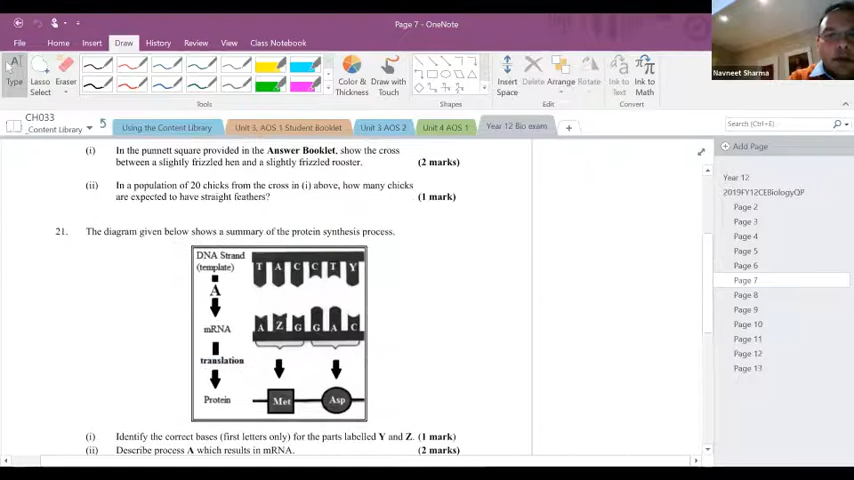 Page 7 - OneNote
File Home Insert Draw History Review View Class Notebook
Type
Lasso Select
Eraser
Color & Thickness
Draw with Touch
Insert Space
Delete
Arrange
Rotate
Ink to Text
Ink to Math
Tools
Shapes
Edit
Convert
Navneet Sharma
CH033
_Content Library
Using the Content Library
Unit 3, AOS 1 Student Booklet
Unit 3 AOS 2
Unit 4 AOS 1
Year 12 Bio exam
Search (Ctrl+E)
(i) In the punnett square provided in the Answer Booklet, show the cross
between a slightly frizzled hen and a slightly frizzled rooster. (2 marks)
(ii) In a population of 20 chicks from the cross in (i) above, how many chicks
are expected to have straight feathers? (1 mark)
21. The diagram given below shows a summary of the protein synthesis process.
DNA Strand
(template)
T A C C T Y
A
mRNA
A Z G G A C
translation
Protein
Met
Asp
(i) Identify the correct bases (first letters only) for the parts labelled Y and Z. (1 mark)
(ii) Describe process A which results in mRNA. (2 marks)
Add Page
Year 12
2019FY12CEBiologyQP
Page 2
Page 3
Page 4
Page 5
Page 6
Page 7
Page 8
Page 9
Page 10
Page 11
Page 12
Page 13